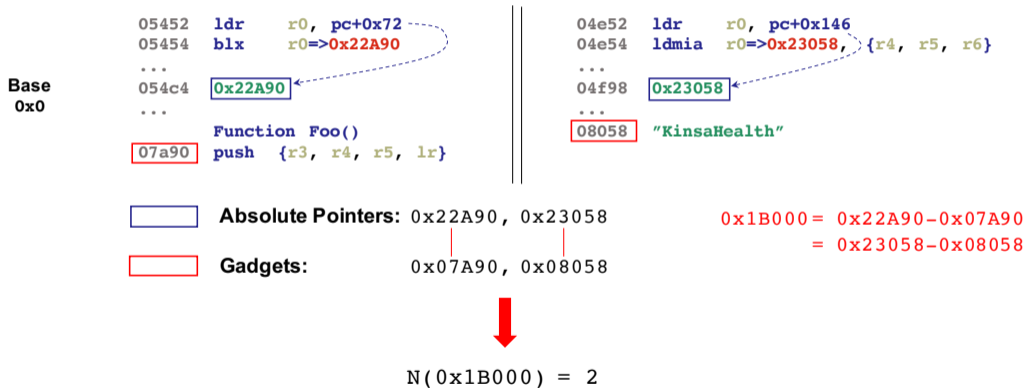 Base
0x0
05452 ldr r0, pc+0x72
05454 blx r0=>0x22A90
...
054c4 0x22A90
...
Function Foo()
07a90 push {r3, r4, r5, lr}
04e52 ldr r0, pc+0x146
04e54 ldmia r0=>0x23058, {r4, r5, r6}
...
04f98 0x23058
...
08058 ”KinsaHealth”
Absolute Pointers: 0x22A90, 0x23058
Gadgets: 0x07A90, 0x08058
0x1B000= 0x22A90-0x07A90
= 0x23058-0x08058
N(0x1B000) = 2